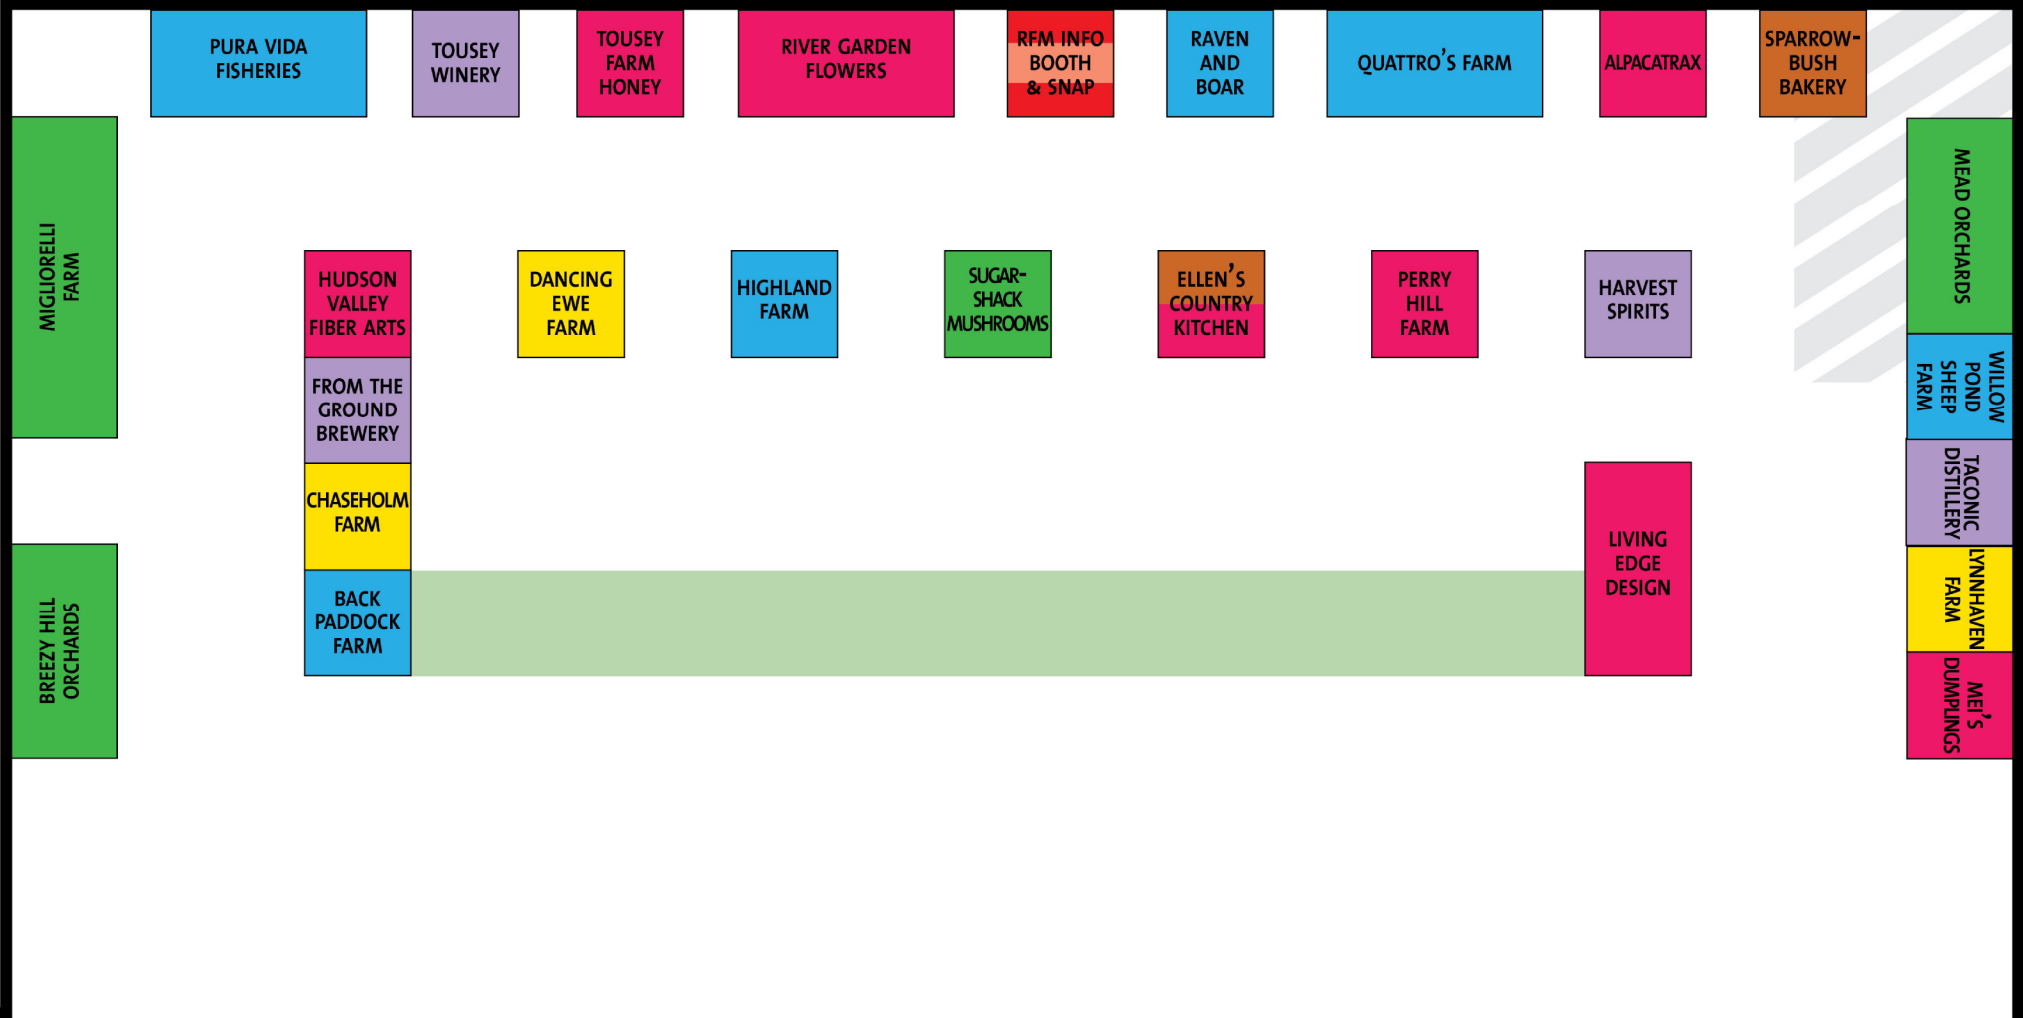 PURA VIDA
FISHERIES
TOUSEY
WINERY
TOUSEY
FARM
HONEY
RIVER GARDEN
FLOWERS
RFM INFO
BOOTH
& SNAP
RAVEN
AND
BOAR
QUATTRO'S FARM
ALPACATRAX
SPARROW-
BUSH
BAKERY
MIGLIORELLI
FARM
BREEZY HILL
ORCHARDS
HUDSON
VALLEY
FIBER ARTS
FROM THE
GROUND
BREWERY
CHASEHOLM
FARM
BACK
PADDOCK
FARM
DANCING
EWE
FARM
HIGHLAND
FARM
SUGAR-
SHACK
MUSHROOMS
ELLEN'S
COUNTRY
KITCHEN
PERRY
HILL
FARM
HARVEST
SPIRITS
LIVING
EDGE
DESIGN
MEAD ORCHARDS
WILLOW
POND
SHEEP
FARM
TACONIC
DISTILLERY
LYNNHAVEN
FARM
MEI'S
DUMPLINGS